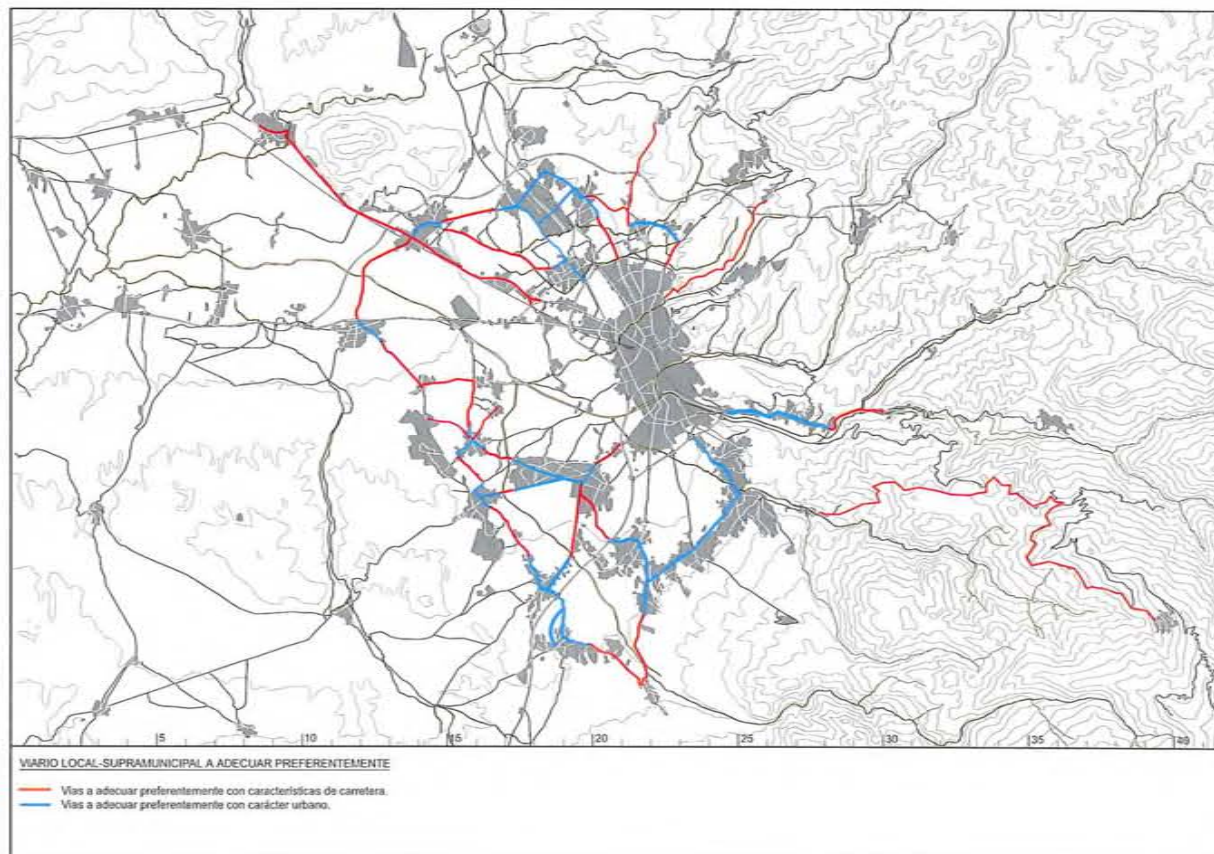 5 10 15 20 25 30 35 40
VIARIO LOCAL-SUPRAMUNICIPAL A ADECUAR PREFERENTEMENTE
Vías a adecuar preferentemente con características de carretera.
Vías a adecuar preferentemente con carácter urbano.